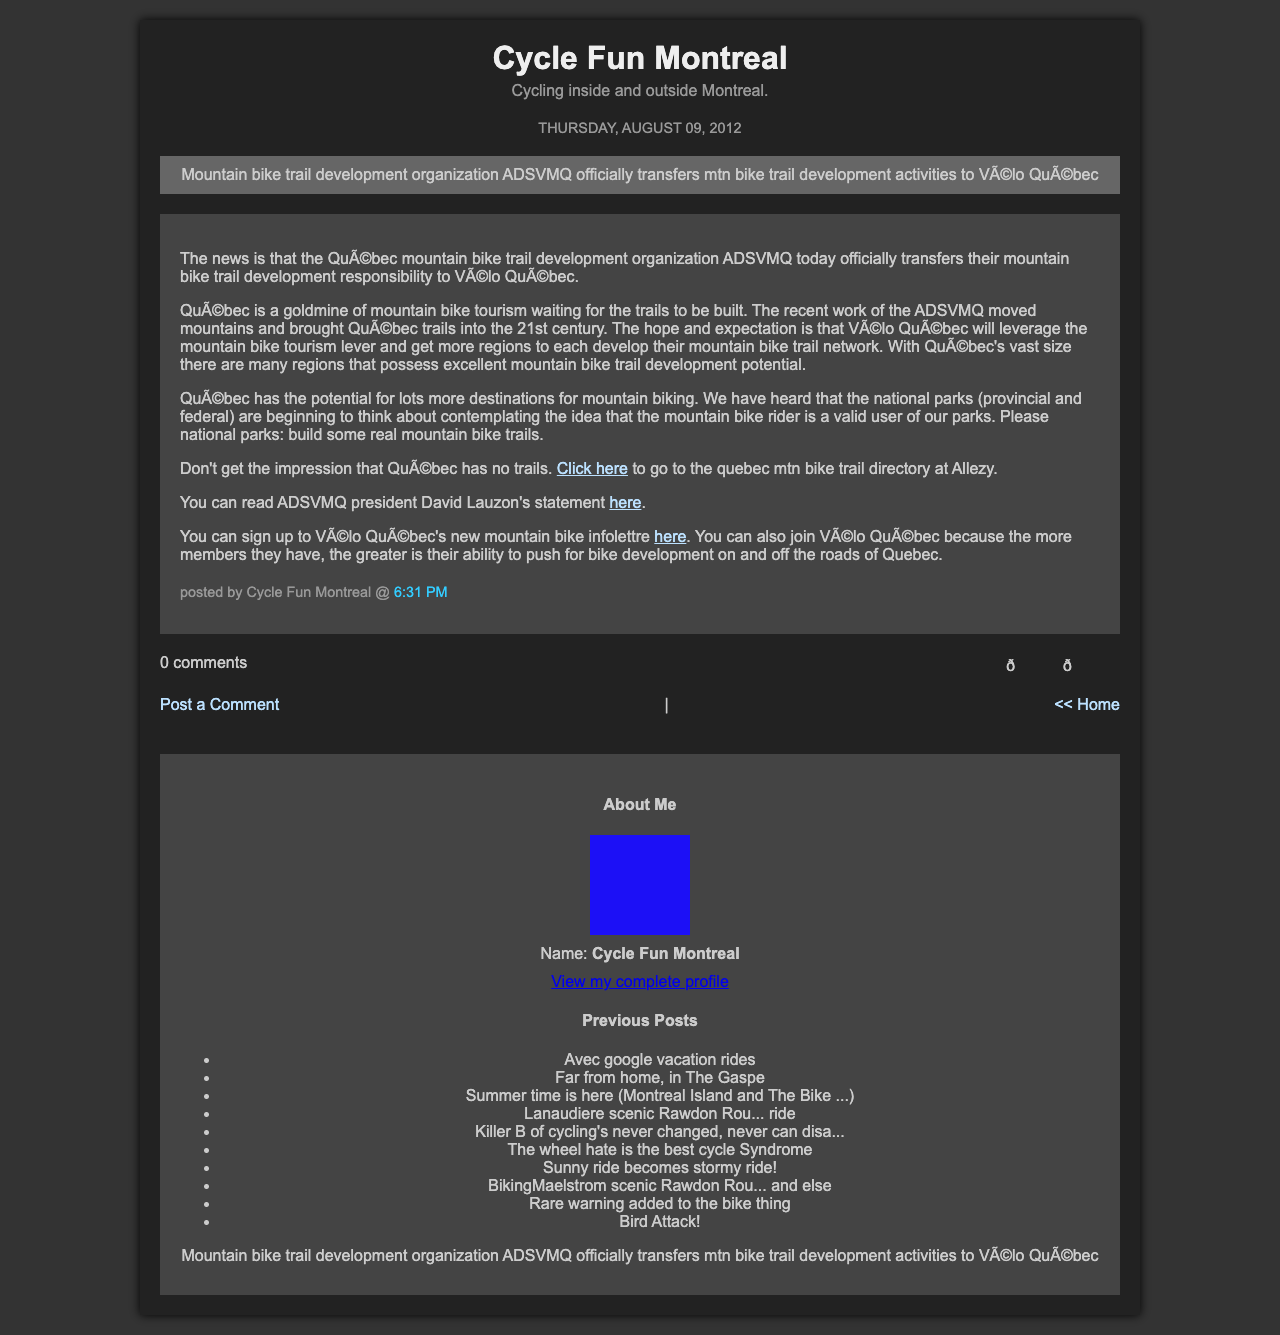 Cycle Fun Montreal
Cycling inside and outside Montreal.
THURSDAY, AUGUST 09, 2012
Mountain bike trail development organization ADSVMQ officially transfers mtn bike trail development activities to VÃ©lo QuÃ©bec
The news is that the QuÃ©bec mountain bike trail development organization ADSVMQ today officially transfers their mountain
bike trail development responsibility to VÃ©lo QuÃ©bec.
QuÃ©bec is a goldmine of mountain bike tourism waiting for the trails to be built. The recent work of the ADSVMQ moved
mountains and brought QuÃ©bec trails into the 21st century. The hope and expectation is that VÃ©lo QuÃ©bec will leverage the
mountain bike tourism lever and get more regions to each develop their mountain bike trail network. With QuÃ©bec's vast size
there are many regions that possess excellent mountain bike trail development potential.
QuÃ©bec has the potential for lots more destinations for mountain biking. We have heard that the national parks (provincial and
federal) are beginning to think about contemplating the idea that the mountain bike rider is a valid user of our parks. Please
national parks: build some real mountain bike trails.
Don't get the impression that QuÃ©bec has no trails. Click here to go to the quebec mtn bike trail directory at Allezy.
You can read ADSVMQ president David Lauzon's statement here.
You can sign up to VÃ©lo QuÃ©bec's new mountain bike infolettre here. You can also join VÃ©lo QuÃ©bec because the more
members they have, the greater is their ability to push for bike development on and off the roads of Quebec.
posted by Cycle Fun Montreal @ 6:31 PM
0 comments ð ð
Post a Comment | << Home
About Me
Name: Cycle Fun Montreal
View my complete profile
Previous Posts
• Avec google vacation rides
• Far from home, in The Gaspe
• Summer time is here (Montreal Island and The Bike ...)
• Lanaudiere scenic Rawdon Rou... ride
• Killer B of cycling's never changed, never can disa...
• The wheel hate is the best cycle Syndrome
• Sunny ride becomes stormy ride!
• BikingMaelstrom scenic Rawdon Rou... and else
• Rare warning added to the bike thing
• Bird Attack!
Mountain bike trail development organization ADSVMQ officially transfers mtn bike trail development activities to VÃ©lo QuÃ©bec